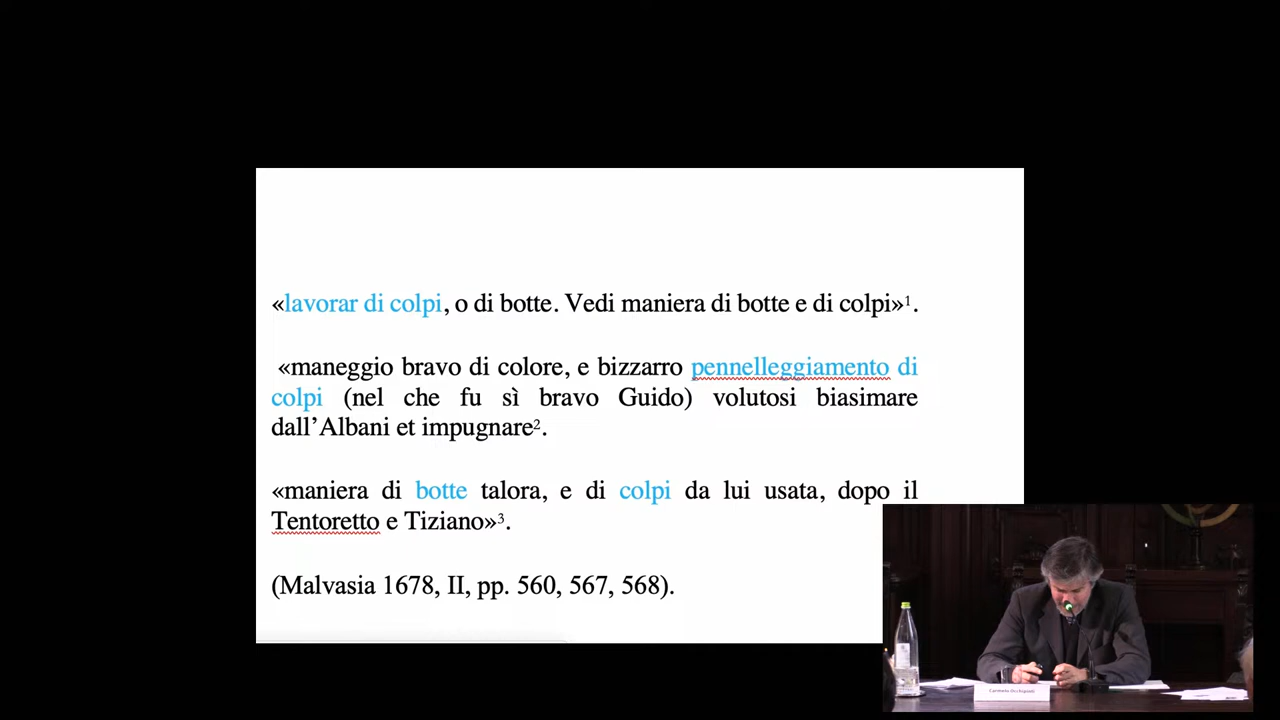 «lavorar di colpi, o di botte. Vedi maniera di botte e di colpi»¹.
«maneggio bravo di colore, e bizzarro pennelleggiamento di
colpi (nel che fu sì bravo Guido) volutosi biasimare
dall’Albani et impugnare².
«maniera di botte talora, e di colpi da lui usata, dopo il
Tentoretto e Tiziano»³.
(Malvasia 1678, II, pp. 560, 567, 568).